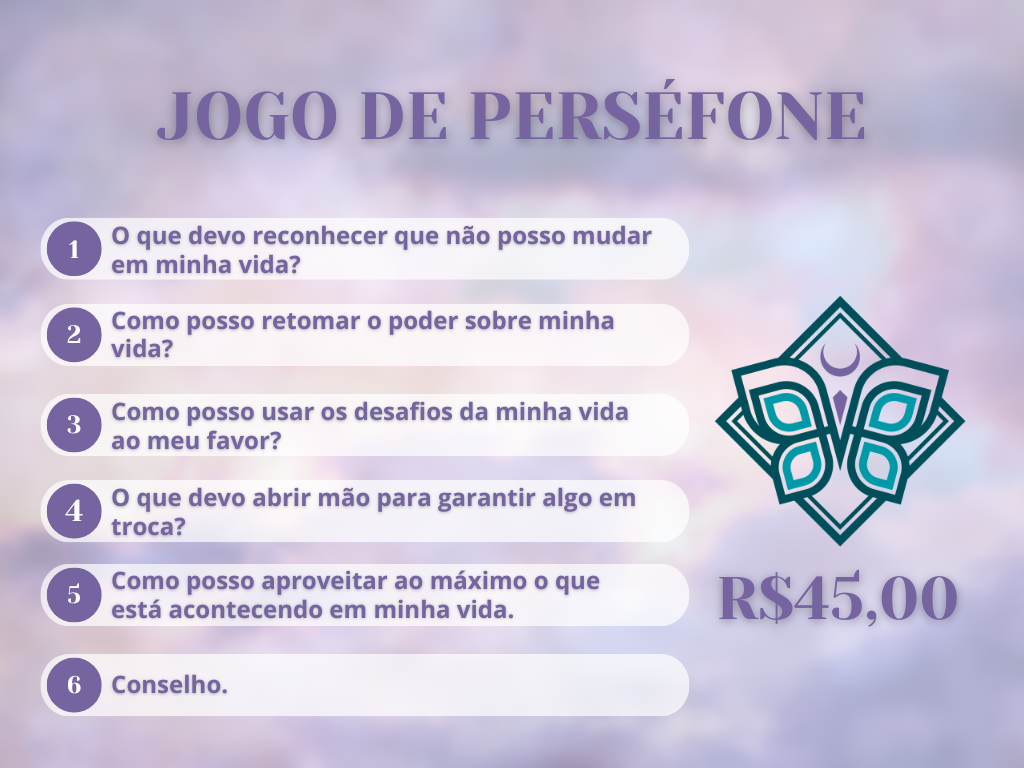 JOGO DE PERSÉFONE
1
O que devo reconhecer que não posso mudar
em minha vida?
2
Como posso retomar o poder sobre minha
vida?
3
Como posso usar os desafios da minha vida
ao meu favor?
4
O que devo abrir mão para garantir algo em
troca?
5
Como posso aproveitar ao máximo o que
está acontecendo em minha vida.
6
Conselho.
R$45,00